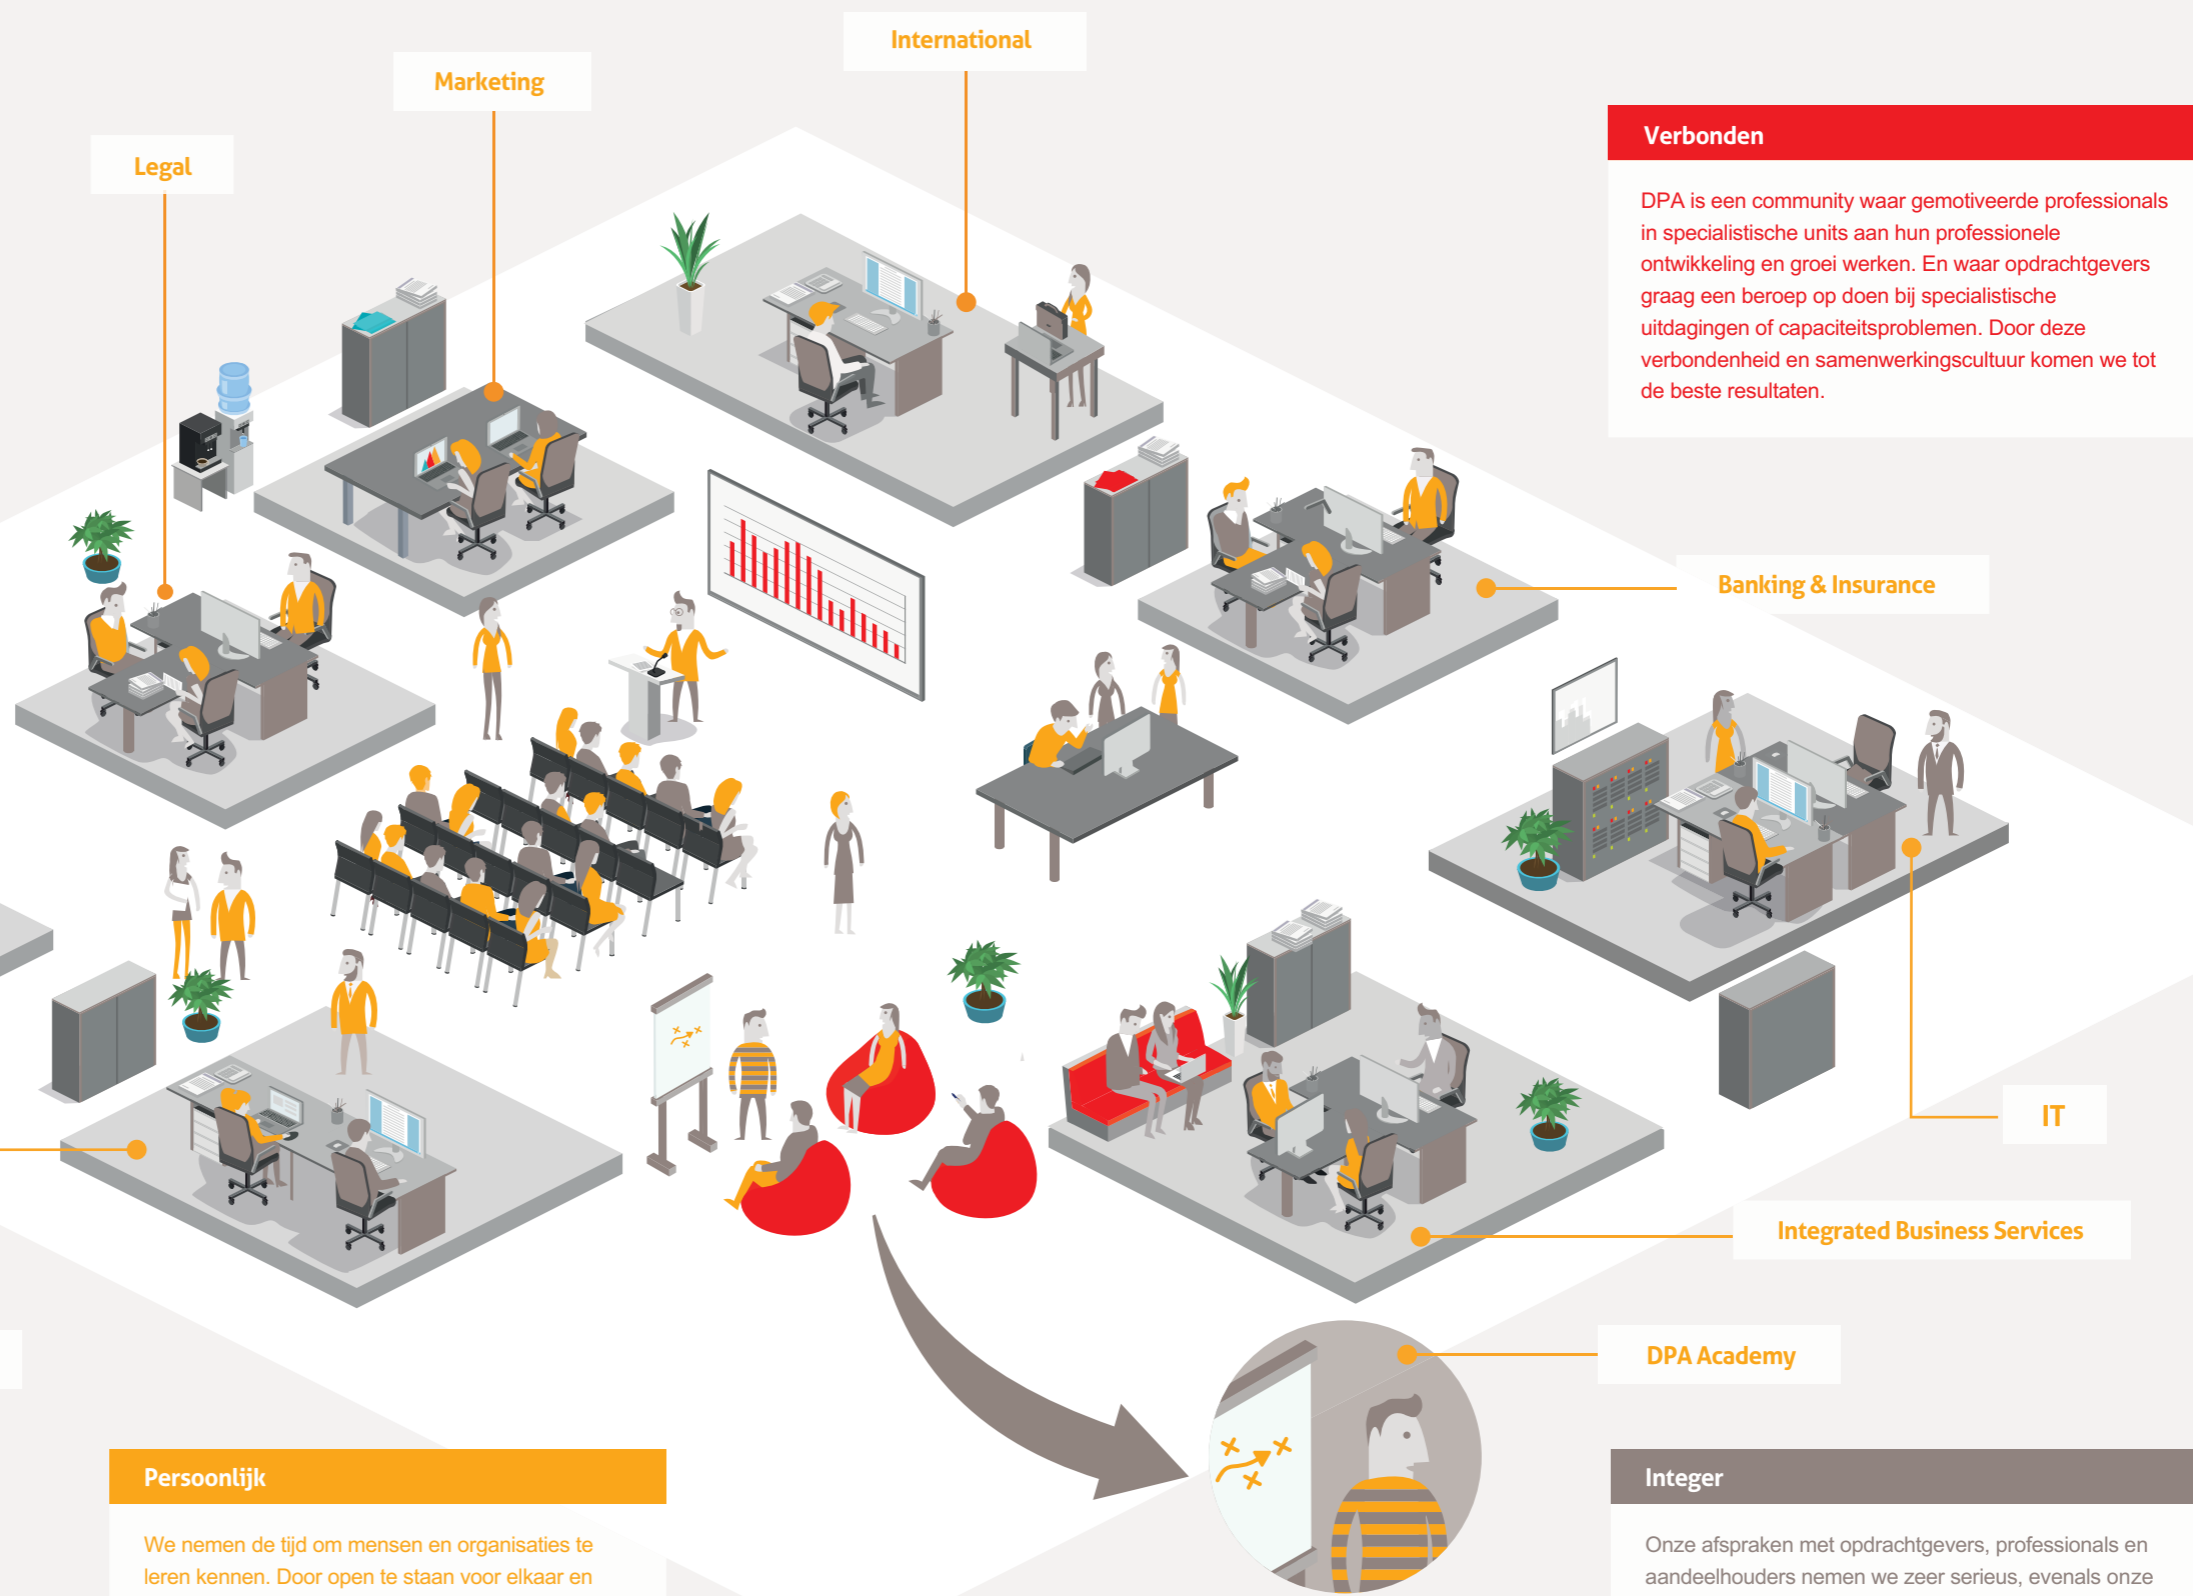 International
Marketing
Legal
Verbonden
DPA is een community waar gemotiveerde professionals
in specialistische units aan hun professionele
ontwikkeling en groei werken. En waar opdrachtgevers
graag een beroep op doen bij specialistische
uitdagingen of capaciteitsproblemen. Door deze
verbondenheid en samenwerkingscultuur komen we tot
de beste resultaten.
Banking & Insurance
IT
Integrated Business Services
DPA Academy
Persoonlijk
We nemen de tijd om mensen en organisaties te
leren kennen. Door open te staan voor elkaar en
Integer
Onze afspraken met opdrachtgevers, professionals en
aandeelhouders nemen we zeer serieus, evenals onze